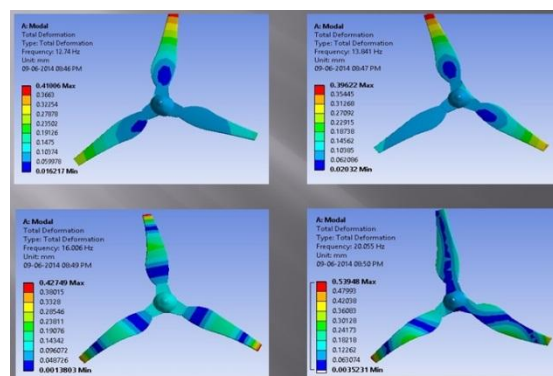 A: Modal
Total Deformation
Type: Total Deformation
Frequency: 12.74 Hz
Unit: mm
09-06-2014 08:46 PM
0.41006 Max
0.3663
0.32254
0.27878
0.23502
0.19126
0.1475
0.10374
0.059978
0.016217 Min
A: Modal
Total Deformation
Type: Total Deformation
Frequency: 13.841 Hz
Unit: mm
09-06-2014 08:47 PM
0.39622 Max
0.35445
0.31268
0.27092
0.22915
0.18738
0.14562
0.10385
0.062086
0.02032 Min
A: Modal
Total Deformation
Type: Total Deformation
Frequency: 16.006 Hz
Unit: mm
09-06-2014 08:49 PM
0.42749 Max
0.38015
0.3328
0.28546
0.23811
0.19076
0.14342
0.096072
0.048726
0.0013803 Min
A: Modal
Total Deformation
Type: Total Deformation
Frequency: 20.055 Hz
Unit: mm
09-06-2014 08:50 PM
0.53948 Max
0.47993
0.42038
0.36083
0.30128
0.24173
0.18218
0.12262
0.063074
0.0035231 Min